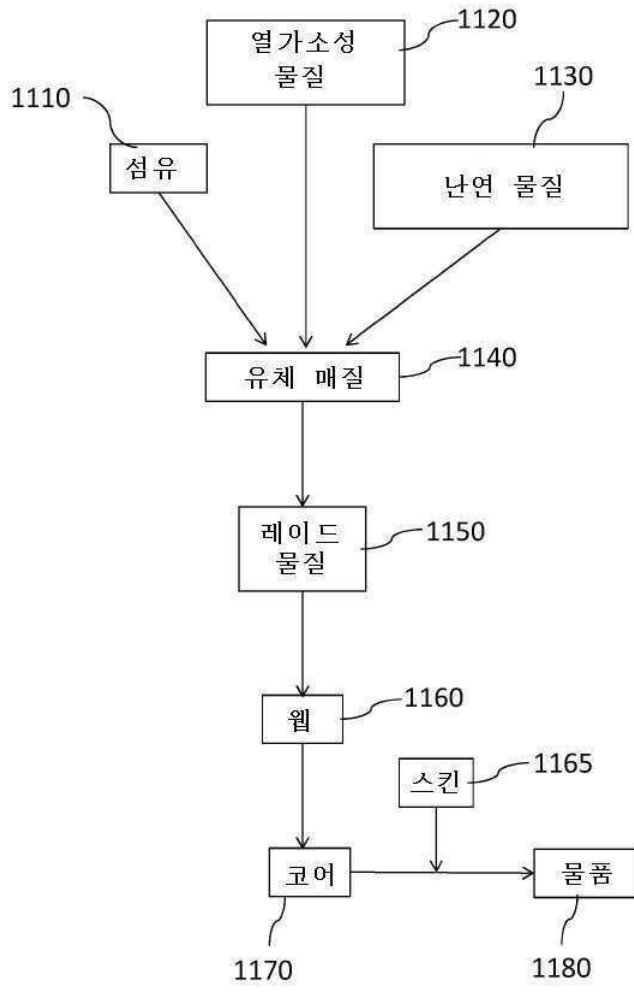 열가소성
물질
1120
1110
1130
섬유
난연 물질
유체 매질
1140
레이드
물질
1150
웹
1160
스킨
1165
코어
물품
1170
1180